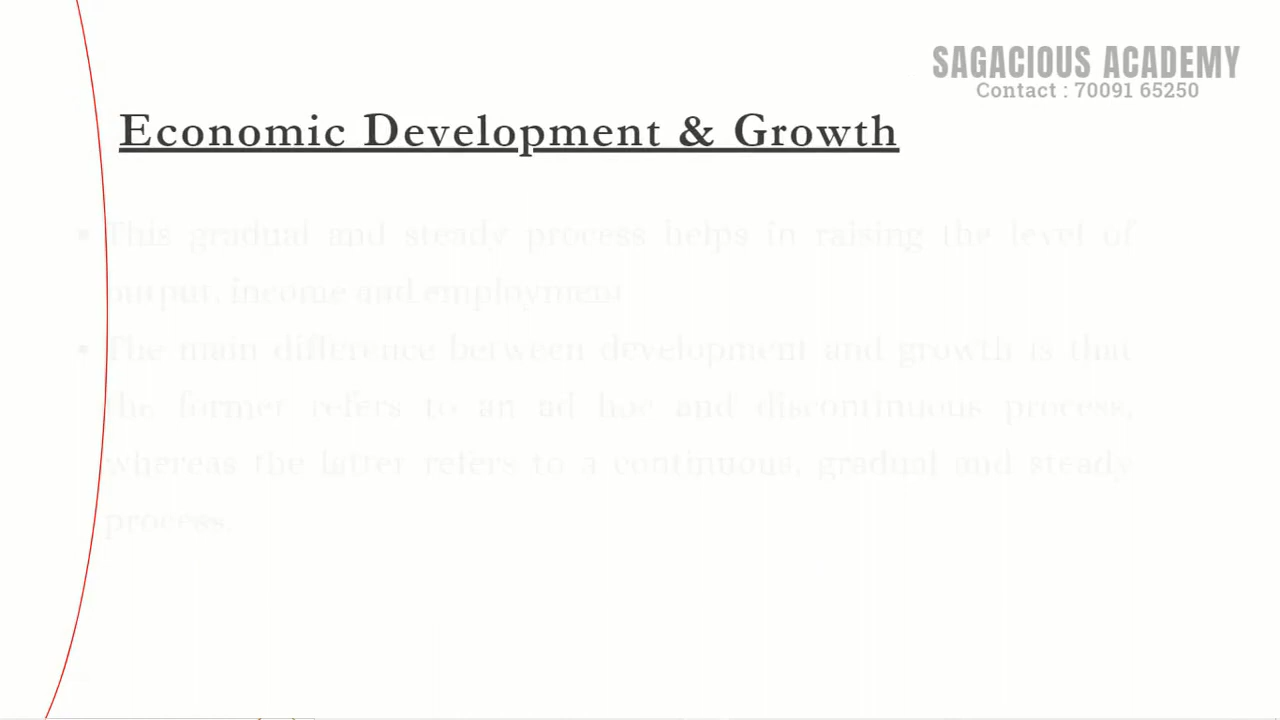 SAGACIOUS ACADEMY
Contact : 70091 65250
Economic Development & Growth
▪ This gradual and steady process helps in raising the level of
output, income and employment
▪ The main difference between development and growth is that
the former refers to an ad hoc and discontinuous process,
whereas the latter refers to a continuous, gradual and steady
process.